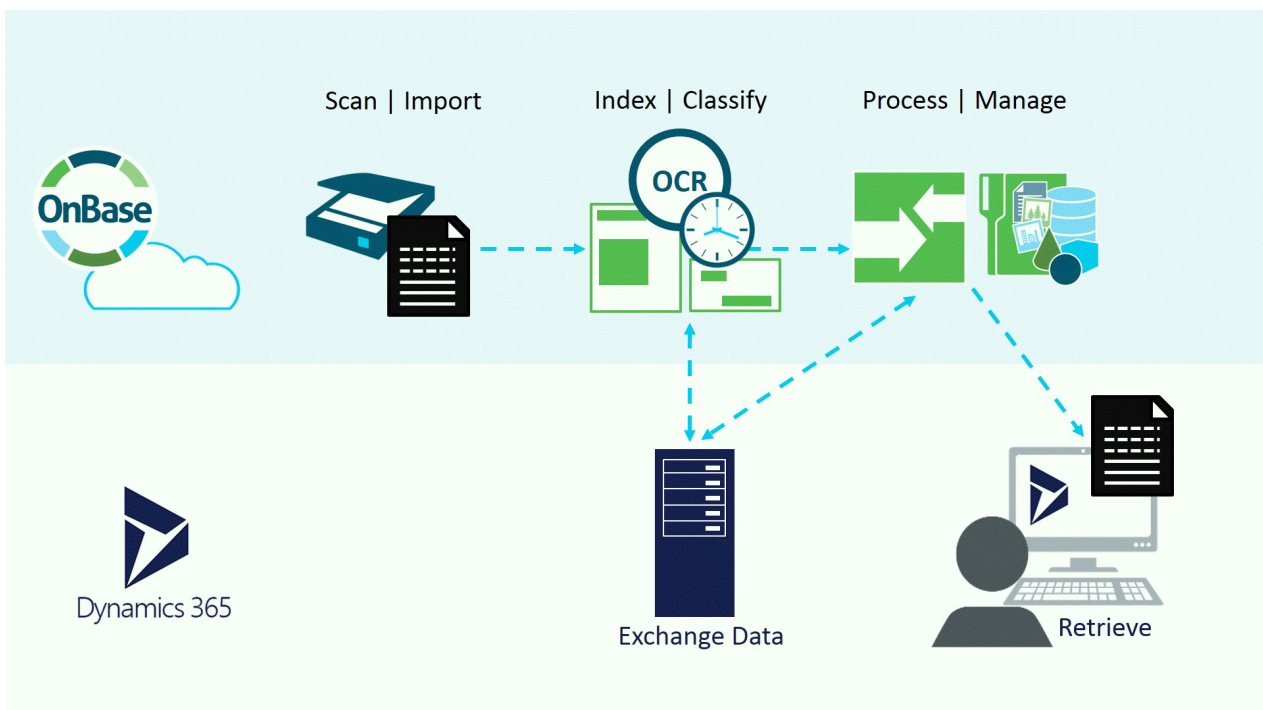 Scan | Import
Index | Classify
Process | Manage
OnBase
OCR
Dynamics 365
Exchange Data
Retrieve